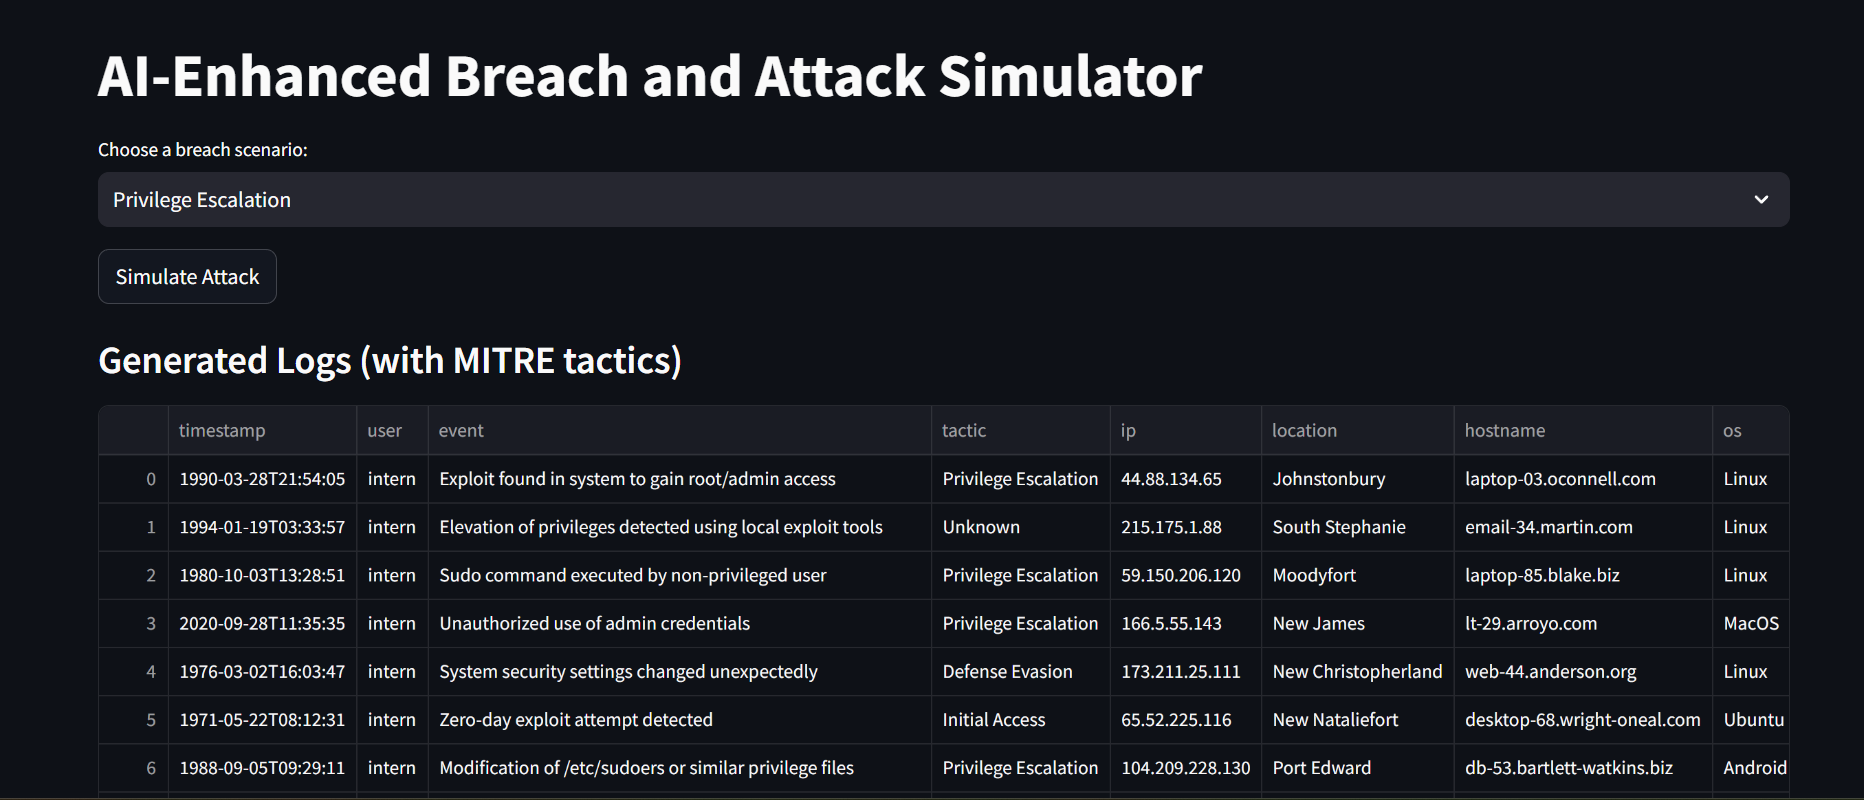 AI-Enhanced Breach and Attack Simulator
Choose a breach scenario:
Privilege Escalation
Simulate Attack
Generated Logs (with MITRE tactics)
timestamp user event tactic ip location hostname os
0 1990-03-28T21:54:05 intern Exploit found in system to gain root/admin access Privilege Escalation 44.88.134.65 Johnstonbury laptop-03.oconnell.com Linux
1 1994-01-19T03:33:57 intern Elevation of privileges detected using local exploit tools Unknown 215.175.1.88 South Stephanie email-34.martin.com Linux
2 1980-10-03T13:28:51 intern Sudo command executed by non-privileged user Privilege Escalation 59.150.206.120 Moodyfort laptop-85.blake.biz Linux
3 2020-09-28T11:35:35 intern Unauthorized use of admin credentials Privilege Escalation 166.5.55.143 New James lt-29.arroyo.com MacOS
4 1976-03-02T16:03:47 intern System security settings changed unexpectedly Defense Evasion 173.211.25.111 New Christopherland web-44.anderson.org Linux
5 1971-05-22T08:12:31 intern Zero-day exploit attempt detected Initial Access 65.52.225.116 New Nataliefort desktop-68.wright-oneal.com Ubuntu
6 1988-09-05T09:29:11 intern Modification of /etc/sudoers or similar privilege files Privilege Escalation 104.209.228.130 Port Edward db-53.bartlett-watkins.biz Android